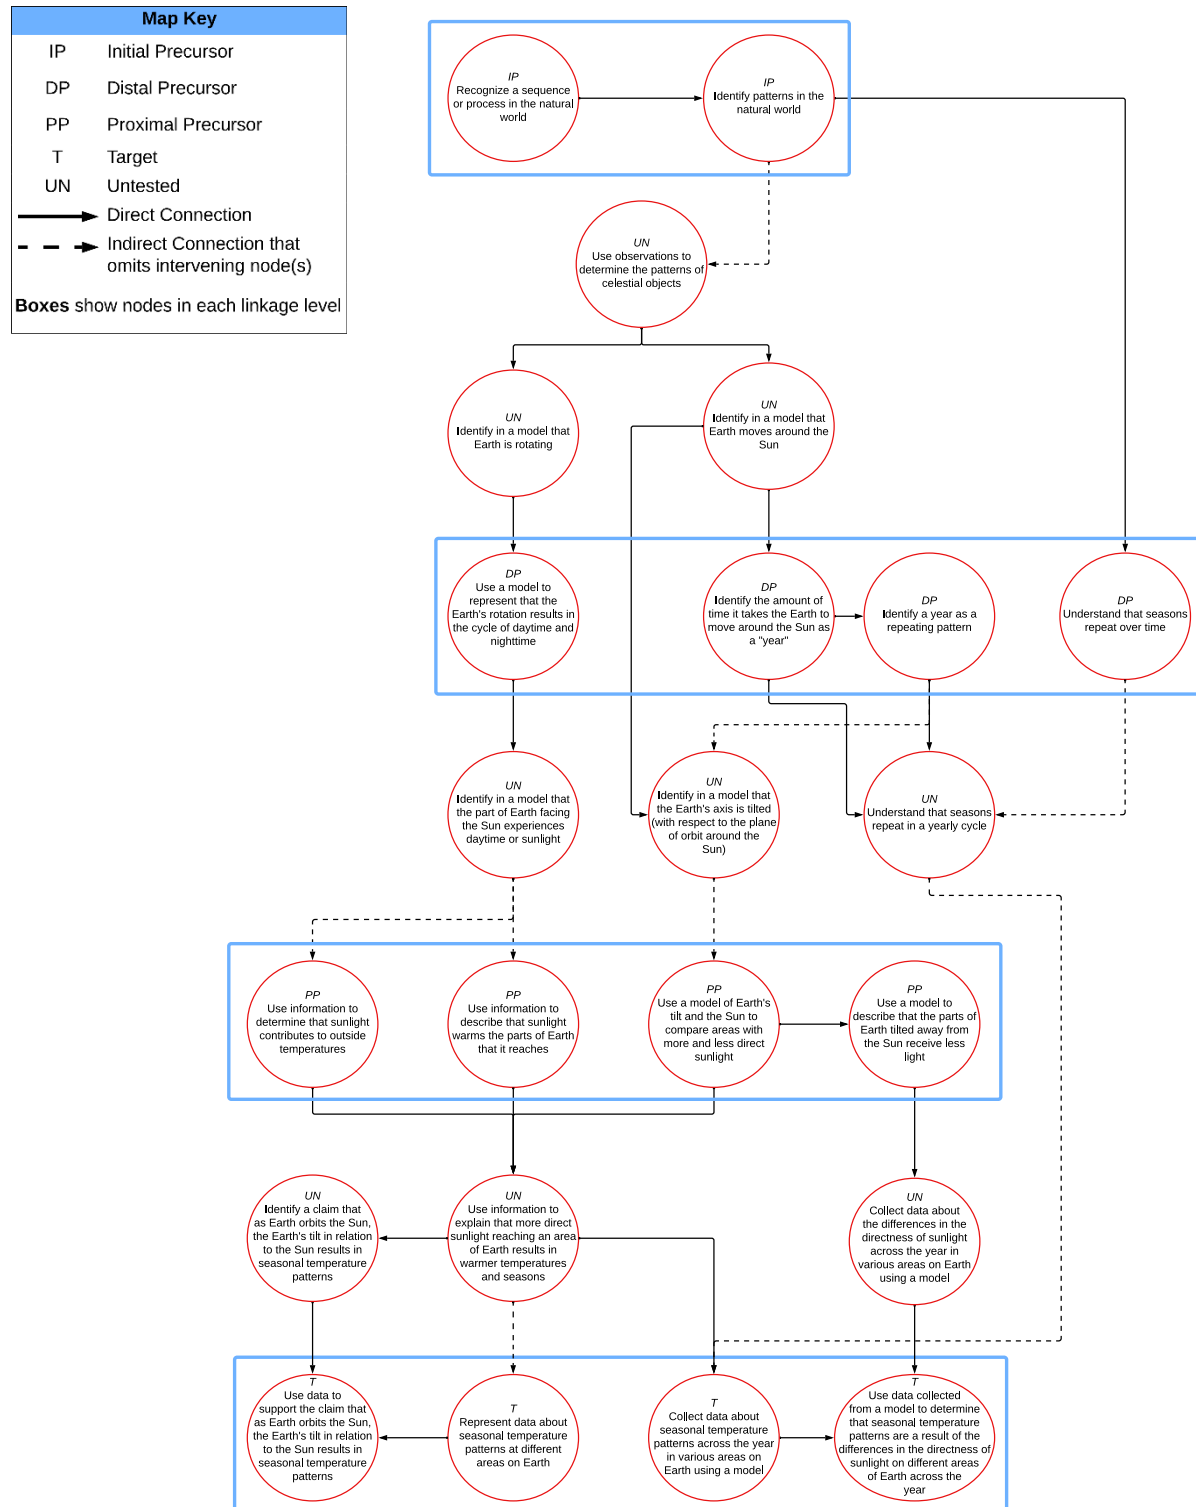 Map Key
IP Initial Precursor
DP Distal Precursor
PP Proximal Precursor
T Target
UN Untested
Direct Connection
Indirect Connection that
omits intervening node(s)
Boxes show nodes in each linkage level
IP
Recognize a sequence
or process in the natural
world
IP
Identify patterns in the
natural world
UN
Use observations to
determine the patterns of
celestial objects
UN
Identify in a model that
Earth is rotating
UN
Identify in a model that
Earth moves around the
Sun
DP
Use a model to
represent that the
Earth's rotation results in
the cycle of daytime and
nighttime
DP
Identify the amount of
time it takes the Earth to
move around the Sun as
a "year"
DP
Identify a year as a
repeating pattern
DP
Understand that seasons
repeat over time
UN
Identify in a model that
the part of Earth facing
the Sun experiences
daytime or sunlight
UN
Identify in a model that
the Earth's axis is tilted
(with respect to the plane
of orbit around the
Sun)
UN
Understand that seasons
repeat in a yearly cycle
PP
Use information to
determine that sunlight
contributes to outside
temperatures
PP
Use information to
describe that sunlight
warms the parts of Earth
that it reaches
PP
Use a model of Earth's
tilt and the Sun to
compare areas with
more and less direct
sunlight
PP
Use a model to
describe that the parts of
Earth tilted away from
the Sun receive less
light
UN
Identify a claim that
as Earth orbits the Sun,
the Earth's tilt in relation
to the Sun results in
seasonal temperature
patterns
UN
Use information to
explain that more direct
sunlight reaching an area
of Earth results in
warmer temperatures
and seasons
UN
Collect data about
the differences in the
directness of sunlight
across the year in
various areas on Earth
using a model
T
Use data to
support the claim that
as Earth orbits the Sun,
the Earth's tilt in relation
to the Sun results in
seasonal temperature
patterns
T
Represent data about
seasonal temperature
patterns at different
areas on Earth
T
Collect data about
seasonal temperature
patterns across the year
in various areas on
Earth using a model
T
Use data collected
from a model to determine
that seasonal temperature
patterns are a result of the
differences in the directness of
sunlight on different areas
of Earth across the
year